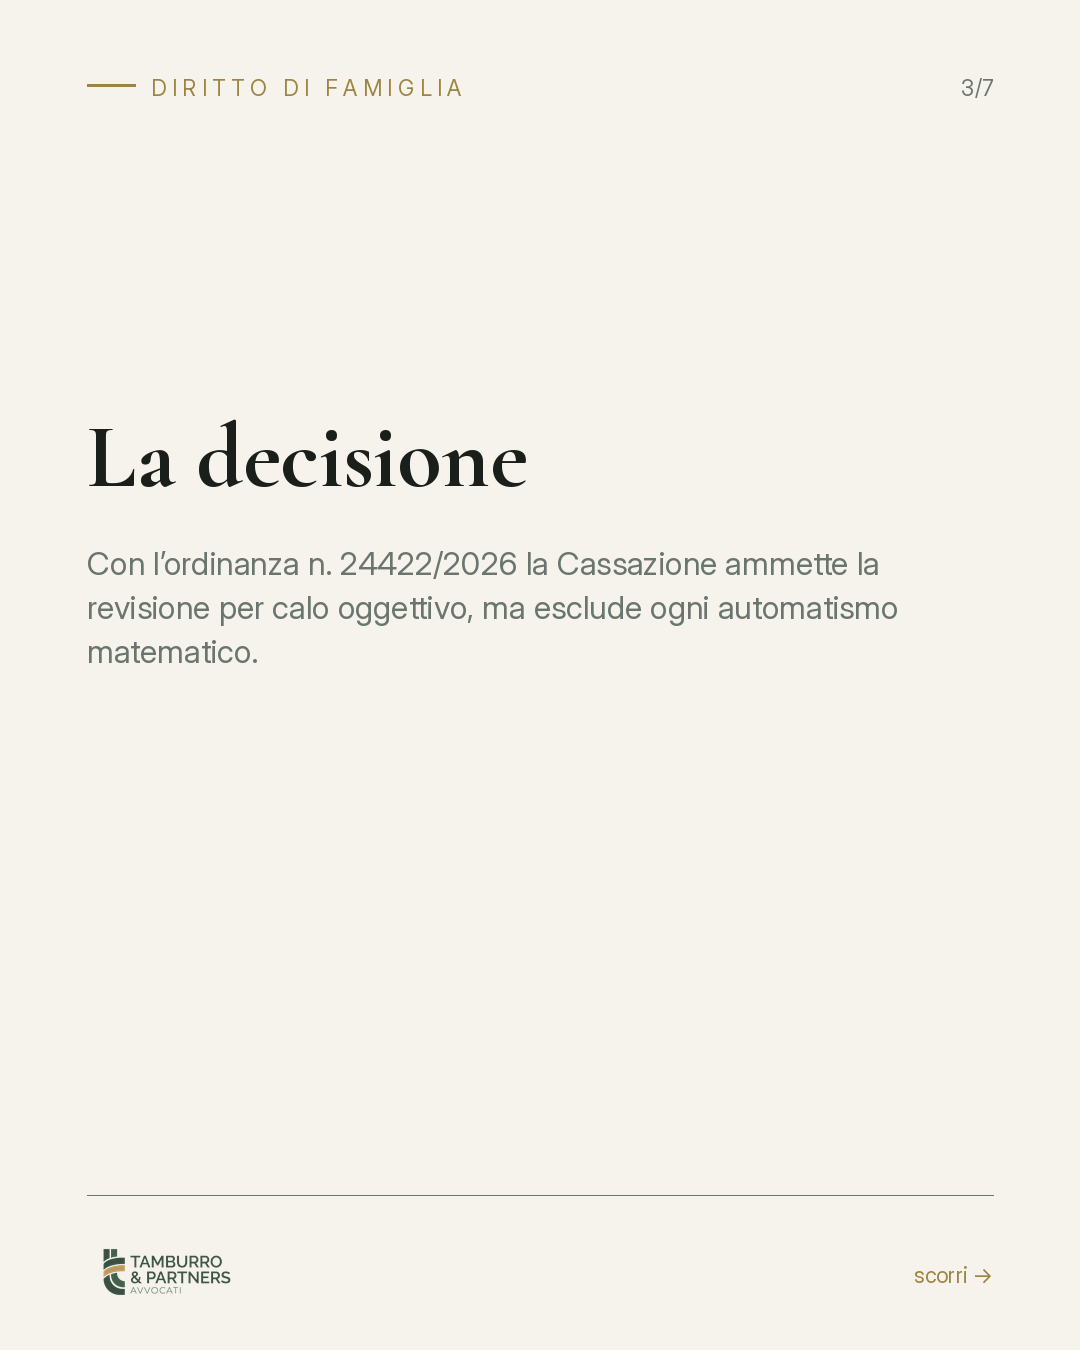 DIRITTO DI FAMIGLIA
3/7
La decisione
Con l’ordinanza n. 24422/2026 la Cassazione ammette la
revisione per calo oggettivo, ma esclude ogni automatismo
matematico.
TAMBURRO
& PARTNERS
AVVOCATI
scorri →